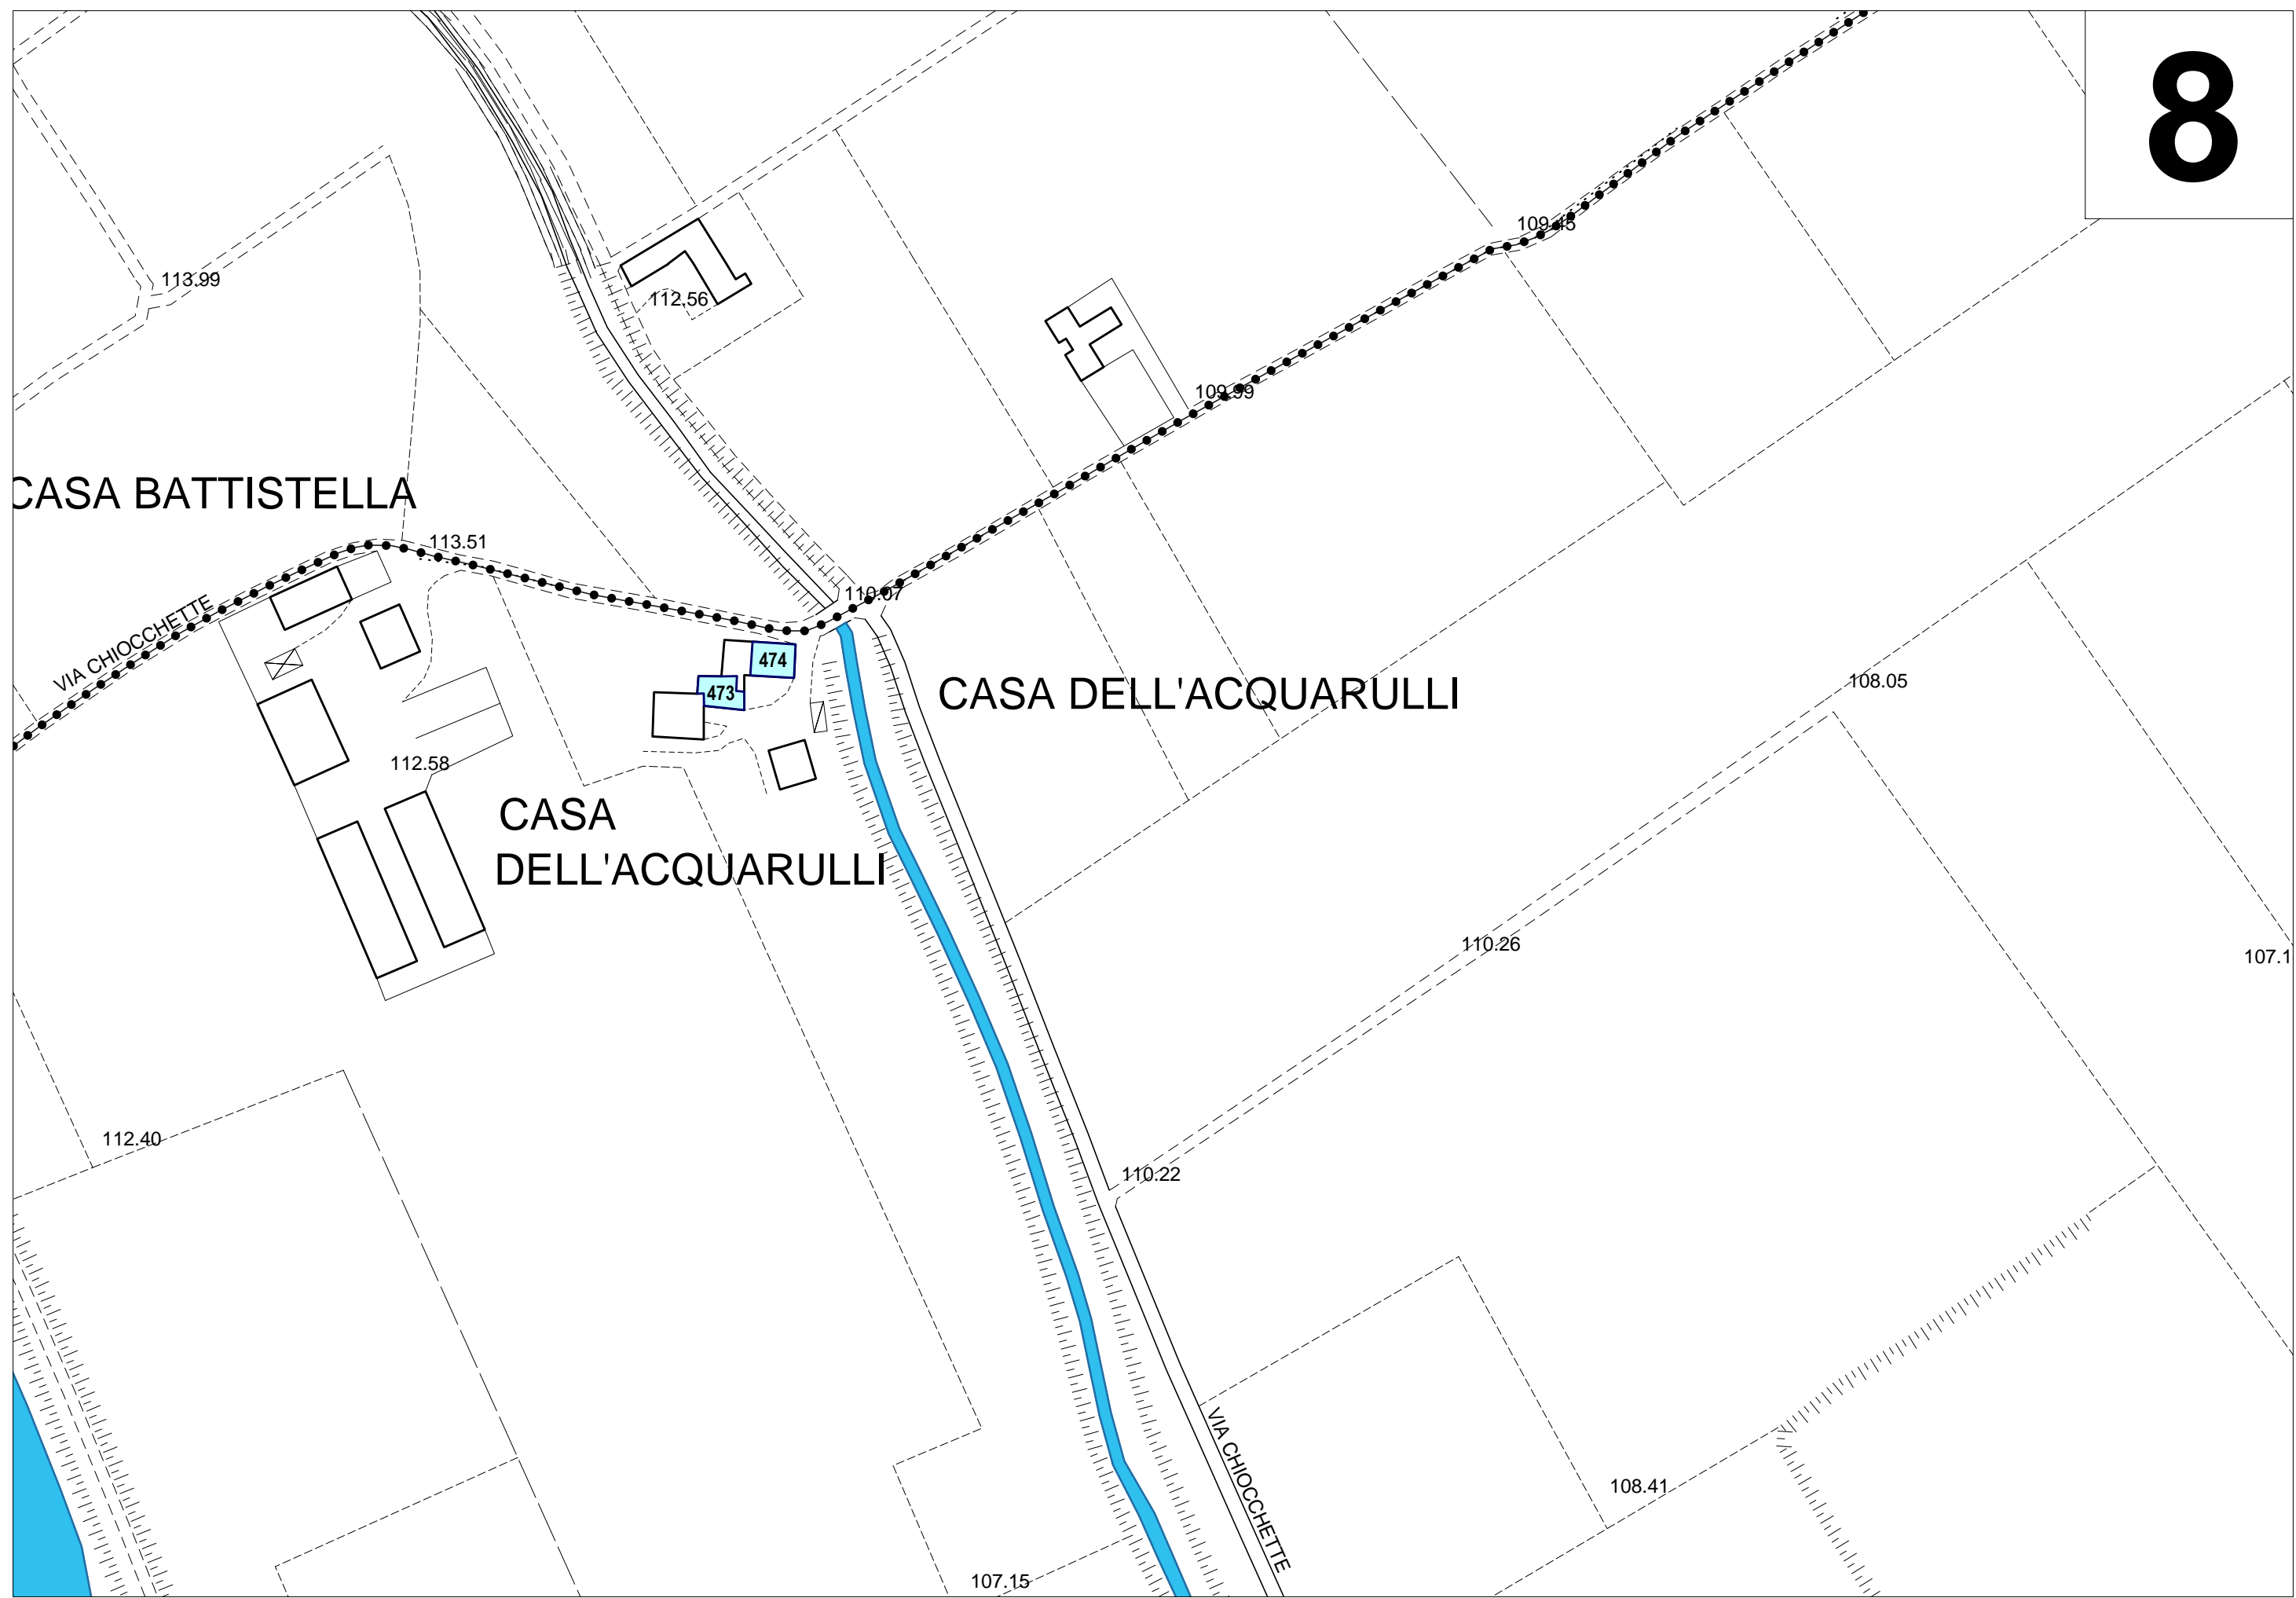 8
109.45
113.99
112.56
109.99
CASA BATTISTELLA
113.51
110.07
VIA CHIOCCHETTE
474
473
CASA DELL'ACQUARULLI
108.05
112.58
CASA
DELL'ACQUARULLI
110.26
107.1
112.40
110.22
VIA CHIOCCHETTE
108.41
107.15